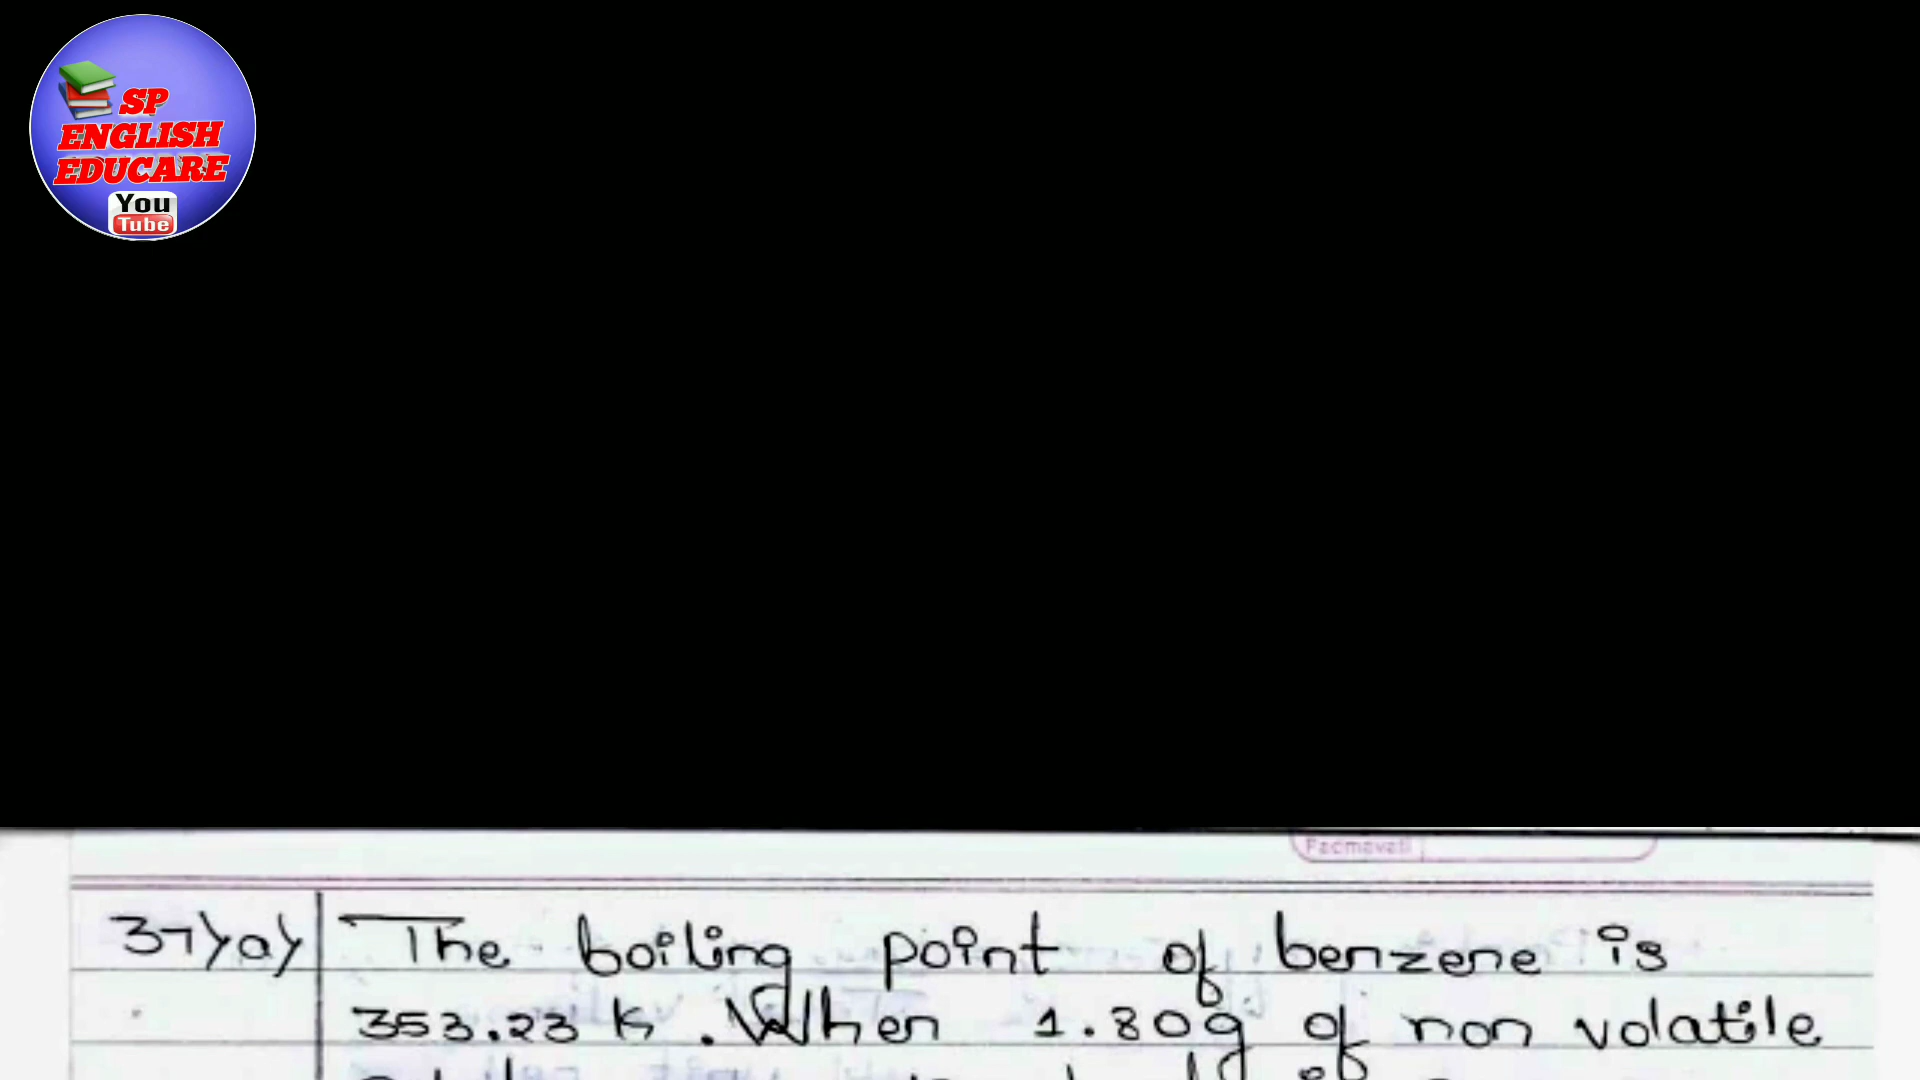 SP
ENGLISH
EDUCARE
You
Tube
37) a) The boiling point of benzene is
353.23 K. When 1.80g of non volatile